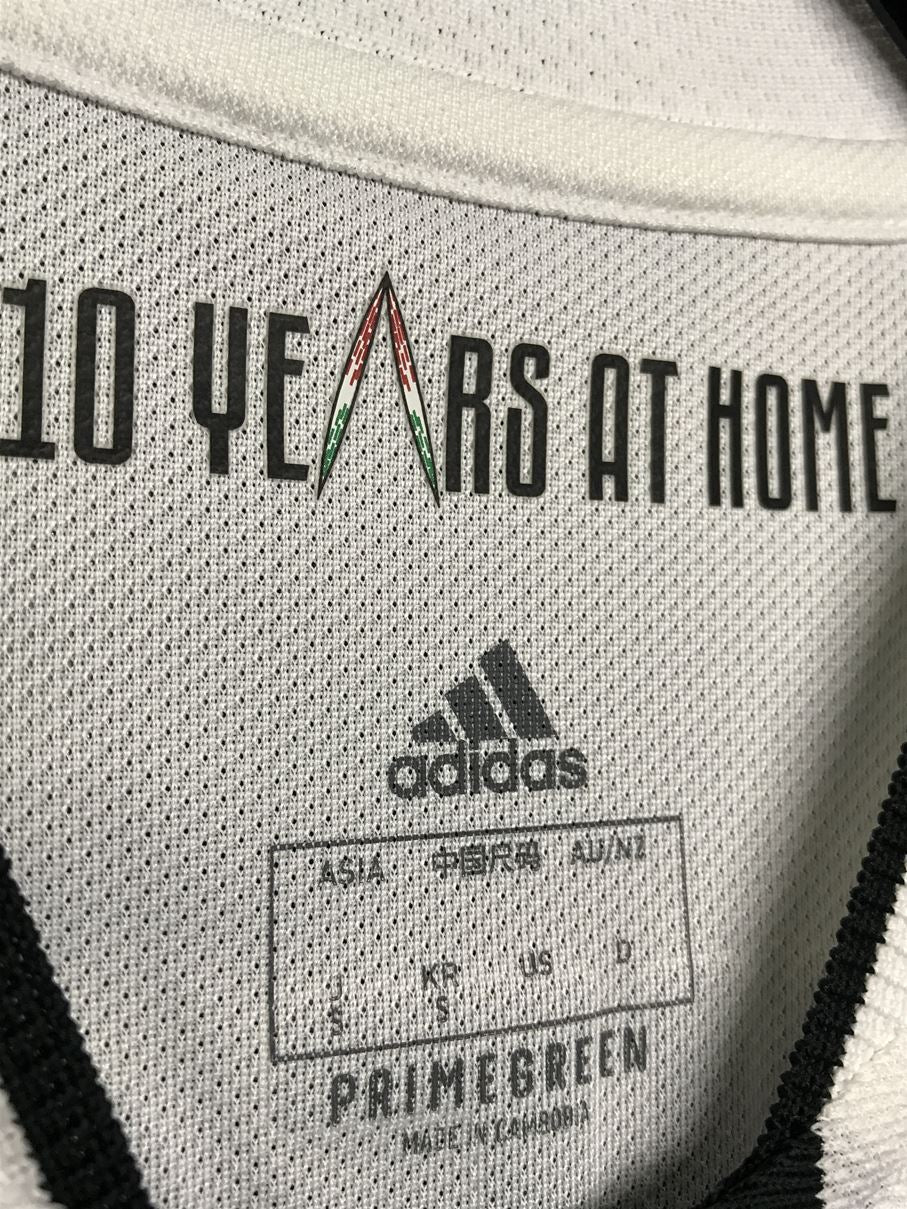 10 YEARS AT HOME
adidas
ASIA 中国尺码 AU/NZ
J KR US D
S S
PRIMEGREEN
MADE IN CAMBODIA